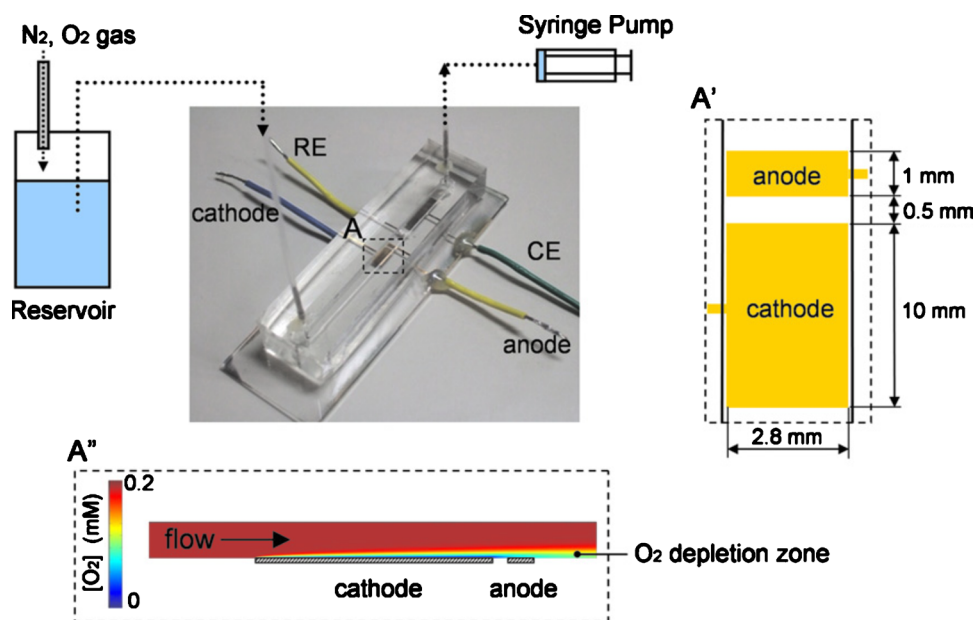 N₂, O₂ gas
Syringe Pump
Reservoir
RE
cathode
A
CE
anode
A'
anode
1 mm
0.5 mm
cathode
10 mm
2.8 mm
A"
[O₂] (mM)
0.2
0
flow
O₂ depletion zone
cathode
anode